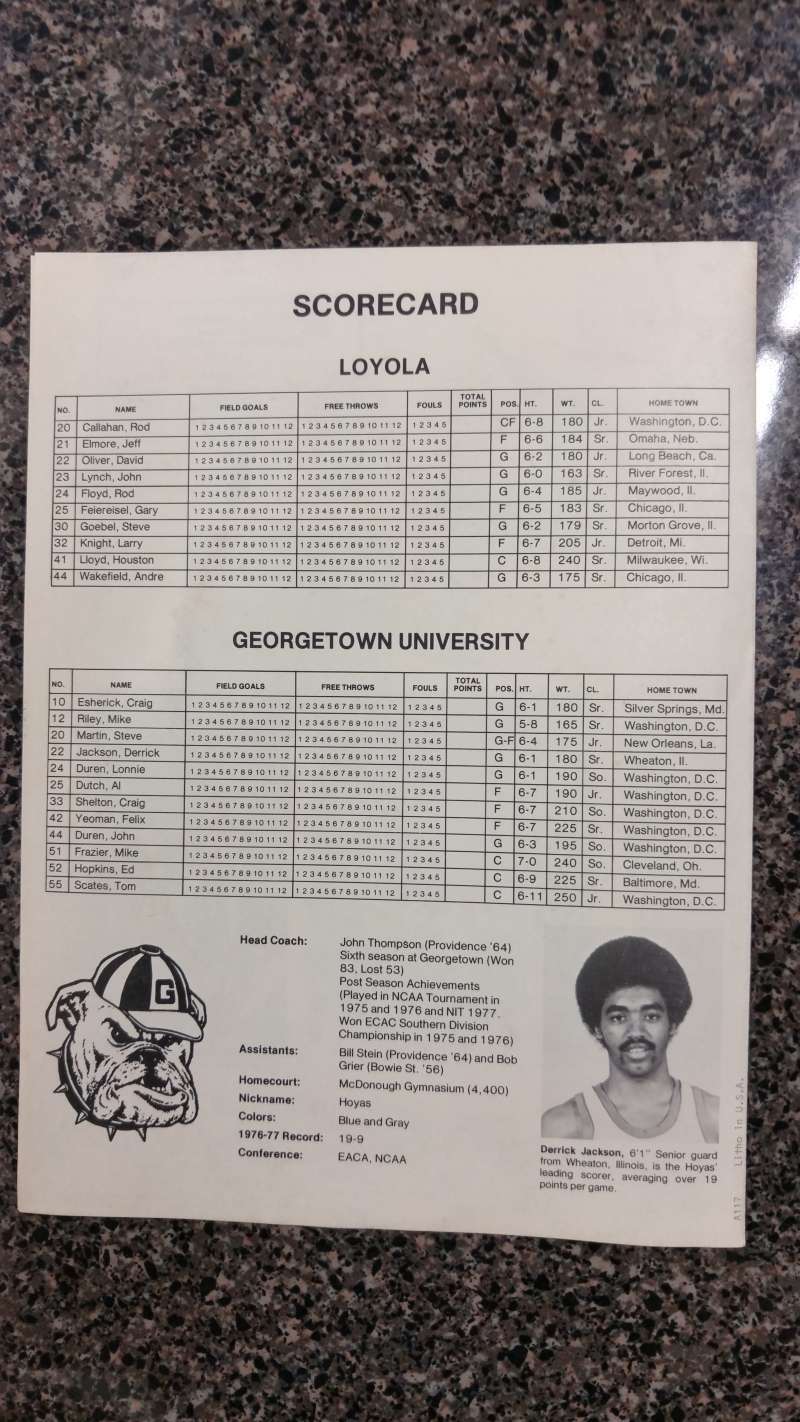 SCORECARD
LOYOLA
NO. NAME FIELD GOALS FREE THROWS FOULS TOTAL POINTS POS. HT. WT. CL. HOME TOWN
20 Callahan, Rod 1 2 3 4 5 6 7 8 9 10 11 12 1 2 3 4 5 6 7 8 9 10 11 12 1 2 3 4 5 CF 6-8 180 Jr. Washington, D.C.
21 Elmore, Jeff 1 2 3 4 5 6 7 8 9 10 11 12 1 2 3 4 5 6 7 8 9 10 11 12 1 2 3 4 5 F 6-6 184 Sr. Omaha, Neb.
22 Oliver, David 1 2 3 4 5 6 7 8 9 10 11 12 1 2 3 4 5 6 7 8 9 10 11 12 1 2 3 4 5 G 6-2 180 Jr. Long Beach, Ca.
23 Lynch, John 1 2 3 4 5 6 7 8 9 10 11 12 1 2 3 4 5 6 7 8 9 10 11 12 1 2 3 4 5 G 6-0 163 Sr. River Forest, Il.
24 Floyd, Rod 1 2 3 4 5 6 7 8 9 10 11 12 1 2 3 4 5 6 7 8 9 10 11 12 1 2 3 4 5 G 6-4 185 Jr. Maywood, Il.
25 Feiereisel, Gary 1 2 3 4 5 6 7 8 9 10 11 12 1 2 3 4 5 6 7 8 9 10 11 12 1 2 3 4 5 F 6-5 183 Sr. Chicago, Il.
30 Goebel, Steve 1 2 3 4 5 6 7 8 9 10 11 12 1 2 3 4 5 6 7 8 9 10 11 12 1 2 3 4 5 G 6-2 179 Sr. Morton Grove, Il.
32 Knight, Larry 1 2 3 4 5 6 7 8 9 10 11 12 1 2 3 4 5 6 7 8 9 10 11 12 1 2 3 4 5 F 6-7 205 Jr. Detroit, Mi.
41 Lloyd, Houston 1 2 3 4 5 6 7 8 9 10 11 12 1 2 3 4 5 6 7 8 9 10 11 12 1 2 3 4 5 C 6-8 240 Sr. Milwaukee, Wi.
44 Wakefield, Andre 1 2 3 4 5 6 7 8 9 10 11 12 1 2 3 4 5 6 7 8 9 10 11 12 1 2 3 4 5 G 6-3 175 Sr. Chicago, Il.
GEORGETOWN UNIVERSITY
NO. NAME FIELD GOALS FREE THROWS FOULS TOTAL POINTS POS. HT. WT. CL. HOME TOWN
10 Esherick, Craig 1 2 3 4 5 6 7 8 9 10 11 12 1 2 3 4 5 6 7 8 9 10 11 12 1 2 3 4 5 G 6-1 180 Sr. Silver Springs, Md.
12 Riley, Mike 1 2 3 4 5 6 7 8 9 10 11 12 1 2 3 4 5 6 7 8 9 10 11 12 1 2 3 4 5 G 5-8 165 Sr. Washington, D.C.
20 Martin, Steve 1 2 3 4 5 6 7 8 9 10 11 12 1 2 3 4 5 6 7 8 9 10 11 12 1 2 3 4 5 G-F 6-4 175 Jr. New Orleans, La.
22 Jackson, Derrick 1 2 3 4 5 6 7 8 9 10 11 12 1 2 3 4 5 6 7 8 9 10 11 12 1 2 3 4 5 G 6-1 180 Sr. Wheaton, Il.
24 Duren, Lonnie 1 2 3 4 5 6 7 8 9 10 11 12 1 2 3 4 5 6 7 8 9 10 11 12 1 2 3 4 5 G 6-1 190 So. Washington, D.C.
25 Dutch, Al 1 2 3 4 5 6 7 8 9 10 11 12 1 2 3 4 5 6 7 8 9 10 11 12 1 2 3 4 5 F 6-7 190 Jr. Washington, D.C.
33 Shelton, Craig 1 2 3 4 5 6 7 8 9 10 11 12 1 2 3 4 5 6 7 8 9 10 11 12 1 2 3 4 5 F 6-7 210 So. Washington, D.C.
42 Yeoman, Felix 1 2 3 4 5 6 7 8 9 10 11 12 1 2 3 4 5 6 7 8 9 10 11 12 1 2 3 4 5 F 6-7 225 Sr. Washington, D.C.
44 Duren, John 1 2 3 4 5 6 7 8 9 10 11 12 1 2 3 4 5 6 7 8 9 10 11 12 1 2 3 4 5 G 6-3 195 So. Washington, D.C.
51 Frazier, Mike 1 2 3 4 5 6 7 8 9 10 11 12 1 2 3 4 5 6 7 8 9 10 11 12 1 2 3 4 5 C 7-0 240 So. Cleveland, Oh.
52 Hopkins, Ed 1 2 3 4 5 6 7 8 9 10 11 12 1 2 3 4 5 6 7 8 9 10 11 12 1 2 3 4 5 C 6-9 225 Sr. Baltimore, Md.
55 Scates, Tom 1 2 3 4 5 6 7 8 9 10 11 12 1 2 3 4 5 6 7 8 9 10 11 12 1 2 3 4 5 C 6-11 250 Jr. Washington, D.C.
G
Head Coach: John Thompson (Providence '64)
Sixth season at Georgetown (Won
83, Lost 53)
Post Season Achievements
(Played in NCAA Tournament in
1975 and 1976 and NIT 1977.
Won ECAC Southern Division
Championship in 1975 and 1976)
Assistants: Bill Stein (Providence '64) and Bob
Grier (Bowie St. '56)
Homecourt: McDonough Gymnasium (4,400)
Nickname: Hoyas
Colors: Blue and Gray
1976-77 Record: 19-9
Conference: EACA, NCAA
Derrick Jackson, 6'1" Senior guard
from Wheaton, Illinois, is the Hoyas'
leading scorer, averaging over 19
points per game.
A117 Litho in U.S.A.